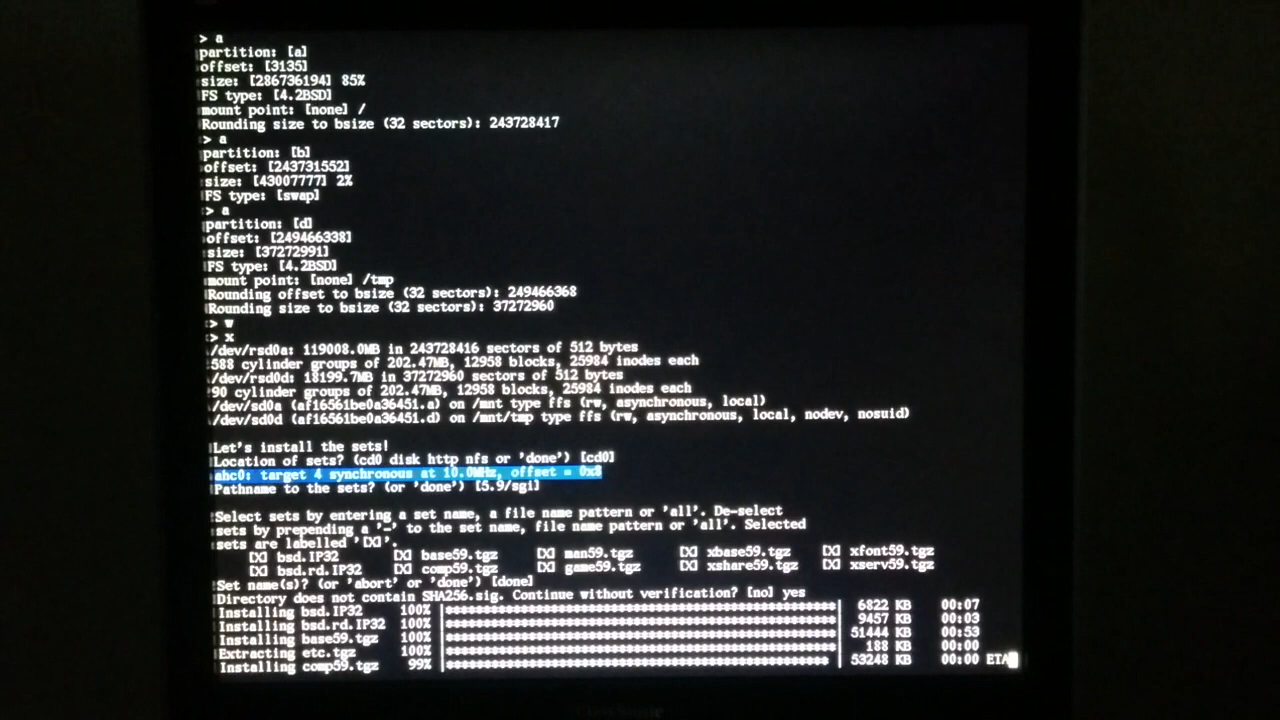 > a
partition: [a]
offset: [3135]
size: [286736194] 85%
FS type: [4.2BSD]
mount point: [none] /
Rounding size to bsize (32 sectors): 243728417
> a
partition: [b]
offset: [243731552]
size: [43007777] 2%
FS type: [swap]
> a
partition: [d]
offset: [249466338]
size: [37272991]
FS type: [4.2BSD]
mount point: [none] /tmp
Rounding offset to bsize (32 sectors): 249466368
Rounding size to bsize (32 sectors): 37272960
> w
> x
/dev/rsd0a: 119008.0MB in 243728416 sectors of 512 bytes
588 cylinder groups of 202.47MB, 12958 blocks, 25984 inodes each
/dev/rsd0d: 18199.7MB in 37272960 sectors of 512 bytes
90 cylinder groups of 202.47MB, 12958 blocks, 25984 inodes each
/dev/sd0a (af16561be0a36451.a) on /mnt type ffs (rw, asynchronous, local)
/dev/sd0d (af16561be0a36451.d) on /mnt/tmp type ffs (rw, asynchronous, local, nodev, nosuid)
Let's install the sets!
Location of sets? (cd0 disk http nfs or 'done') [cd0]
ahc0: target 4 synchronous at 10.0MHz, offset = 0x8
Pathname to the sets? (or 'done') [5.9/sgi]
Select sets by entering a set name, a file name pattern or 'all'. De-select
sets by prepending a '-' to the set name, file name pattern or 'all'. Selected
sets are labelled '[X]'.
[X] bsd.IP32 [X] base59.tgz [X] man59.tgz [X] xbase59.tgz [X] xfont59.tgz
[X] bsd.rd.IP32 [X] comp59.tgz [X] game59.tgz [X] xshare59.tgz [X] xserv59.tgz
Set name(s)? (or 'abort' or 'done') [done]
Directory does not contain SHA256.sig. Continue without verification? [no] yes
Installing bsd.IP32 100% |**************************| 6822 KB 00:07
Installing bsd.rd.IP32 100% |**************************| 9457 KB 00:03
Installing base59.tgz 100% |**************************| 51444 KB 00:53
Extracting etc.tgz 100% |**************************| 188 KB 00:00
Installing comp59.tgz 99% |************************* | 53248 KB 00:00 ETA